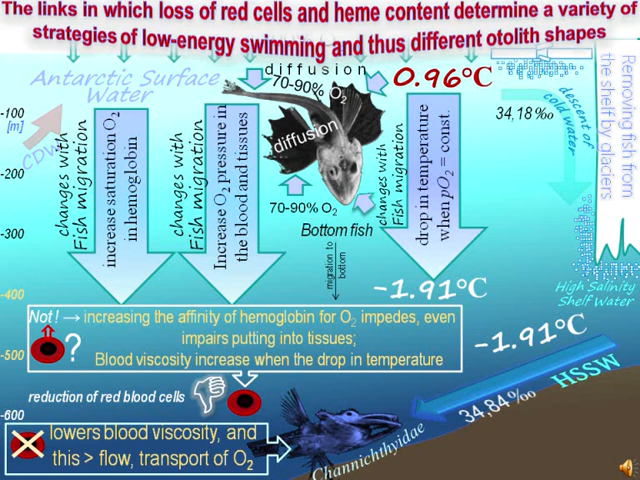 The links in which loss of red cells and heme content determine a variety of
strategies of low-energy swimming and thus different otolith shapes
Antarctic Surface
Water
diffusion
70-90% O2
0.96°C
34,18 ‰
descent of
cold water
Removing fish from
the shelf by glaciers
-100
[m]
-200
-300
-400
-500
-600
CDW
changes with
Fish migration
increase saturation O2
in hemoglobin
changes with
Fish migration
Increase O2 pressure in
the blood and tissues
diffusion
70-90% O2
Bottom fish
migration to
bottom
changes with
Fish migration
drop in temperature
when pO2 = const.
-1.91°C
High Salinity
Shelf Water
Not! → increasing the affinity of hemoglobin for O2 impedes, even
impairs putting into tissues;
Blood viscosity increase when the drop in temperature
?
-1.91°C
HSSW
34,84 ‰
reduction of red blood cells
lowers blood viscosity, and
this > flow, transport of O2
Channichthyidae